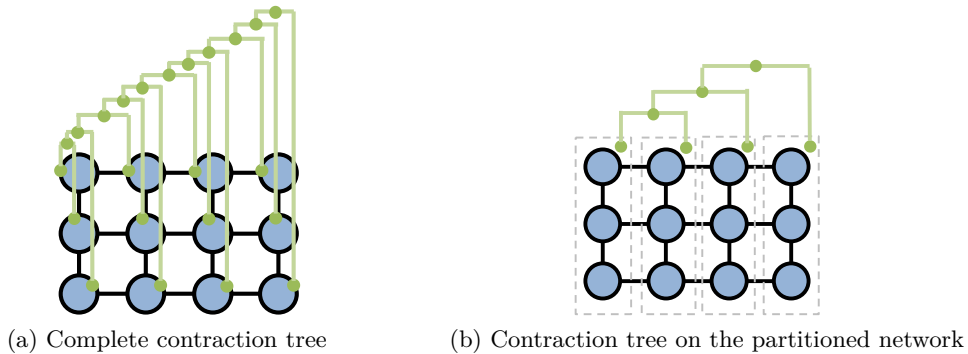 (a) Complete contraction tree
(b) Contraction tree on the partitioned network